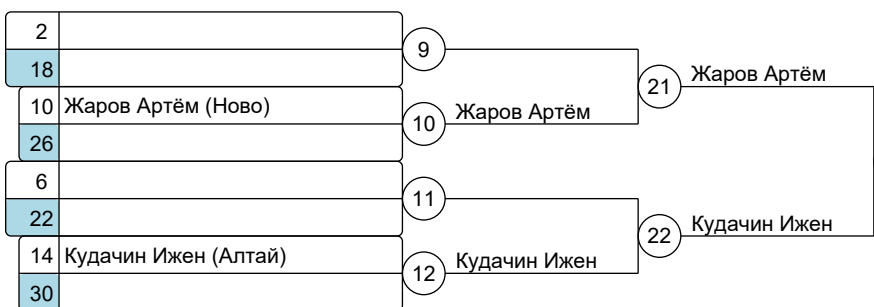 2
9
18
21 Жаров Артём
10 Жаров Артём (Ново)
10 Жаров Артём
26
6
11
22
22 Кудачин Ижен
14 Кудачин Ижен (Алтай)
12 Кудачин Ижен
30